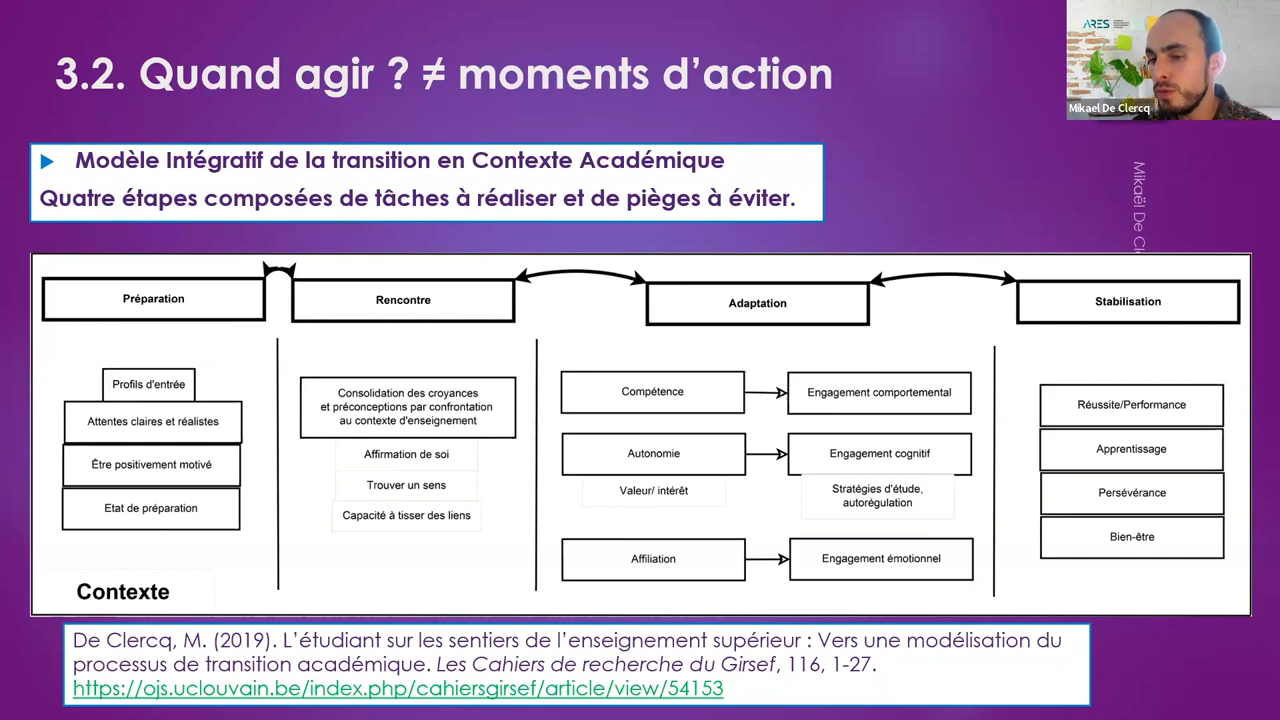 3.2. Quand agir ? ≠ moments d’action
ARES
Mikael De Clercq
Modèle Intégratif de la transition en Contexte Académique
Quatre étapes composées de tâches à réaliser et de pièges à éviter.
Mikaël De Cl
Préparation
Rencontre
Adaptation
Stabilisation
Profils d'entrée
Attentes claires et réalistes
Être positivement motivé
Etat de préparation
Contexte
Consolidation des croyances
et préconceptions par confrontation
au contexte d'enseignement
Affirmation de soi
Trouver un sens
Capacité à tisser des liens
Compétence
Engagement comportemental
Autonomie
Engagement cognitif
Valeur/ intérêt
Stratégies d'étude,
autorégulation
Affiliation
Engagement émotionnel
Réussite/Performance
Apprentissage
Persévérance
Bien-être
De Clercq, M. (2019). L’étudiant sur les sentiers de l’enseignement supérieur : Vers une modélisation du
processus de transition académique. Les Cahiers de recherche du Girsef, 116, 1-27.
https://ojs.uclouvain.be/index.php/cahiersgirsef/article/view/54153